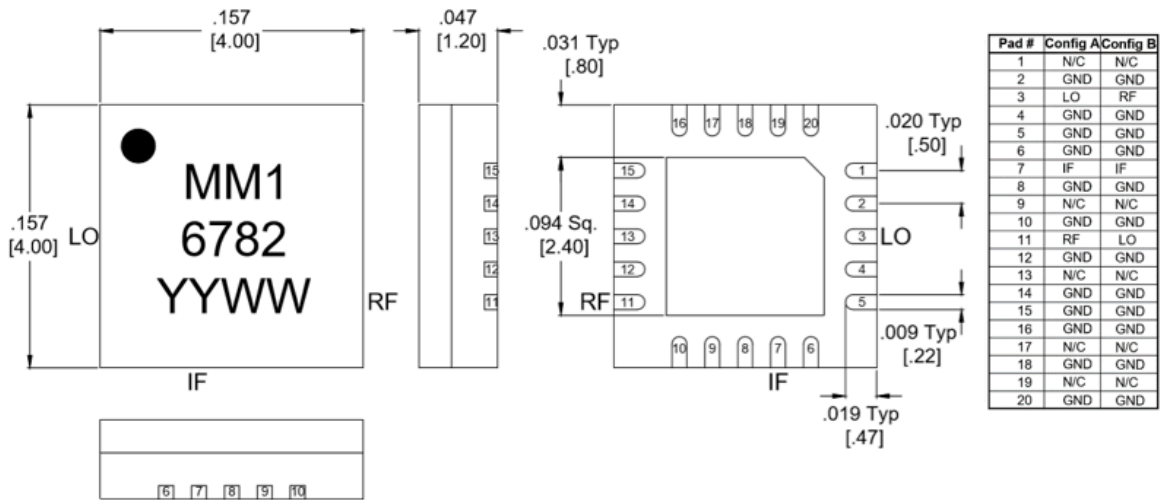 .157
[4.00]
.047
[1.20]
.031 Typ
[.80]
MM1
6782
YYWW
.157
[4.00]
LO
RF
IF
15
14
13
12
11
16 17 18 19 20
15
14
13
12
RF 11
1
2
3 LO
4
5
10 9 8 7 6
IF
.094 Sq.
[2.40]
.020 Typ
[.50]
.009 Typ
[.22]
.019 Typ
[.47]
6 7 8 9 10
Pad # Config A Config B
1 N/C N/C
2 GND GND
3 LO RF
4 GND GND
5 GND GND
6 GND GND
7 IF IF
8 GND GND
9 N/C N/C
10 GND GND
11 RF LO
12 GND GND
13 N/C N/C
14 GND GND
15 GND GND
16 GND GND
17 N/C N/C
18 GND GND
19 N/C N/C
20 GND GND